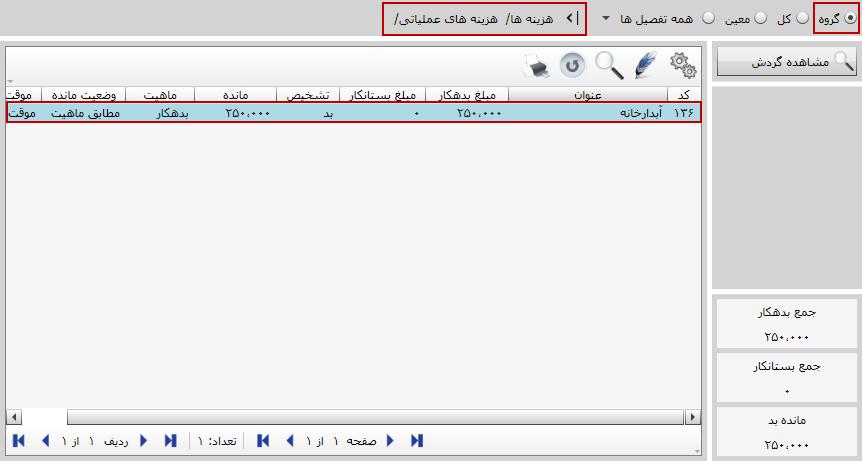 گروه کل معین همه تفصیل ها
هزینه ها/ هزینه های عملیاتی/
مشاهده گردش
کد عنوان مبلغ بدهکار مبلغ بستانکار تشخیص مانده ماهیت وضعیت مانده موقت
۱۳۶ آبدارخانه ۲۵۰،۰۰۰ ۰ بد ۲۵۰،۰۰۰ بدهکار مطابق ماهیت موقت
جمع بدهکار
۲۵۰،۰۰۰
جمع بستانکار
۰
مانده بد
۲۵۰،۰۰۰
صفحه ۱ از ۱ تعداد: ۱ ردیف ۱ از ۱